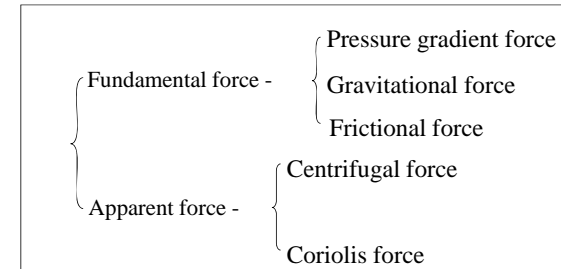 Pressure gradient force
Fundamental force -
Gravitational force
Frictional force
Centrifugal force
Apparent force -
Coriolis force